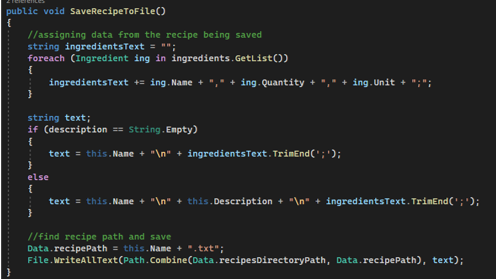 2 references
public void SaveRecipeToFile()
{
//assigning data from the recipe being saved
string ingredientsText = "";
foreach (Ingredient ing in ingredients.GetList())
{
ingredientsText += ing.Name + "," + ing.Quantity + "," + ing.Unit + ";";
}
string text;
if (description == String.Empty)
{
text = this.Name + "\n" + ingredientsText.TrimEnd(';');
}
else
{
text = this.Name + "\n" + this.Description + "\n" + ingredientsText.TrimEnd(';');
}
//find recipe path and save
Data.recipePath = this.Name + ".txt";
File.WriteAllText(Path.Combine(Data.recipesDirectoryPath, Data.recipePath), text);
}